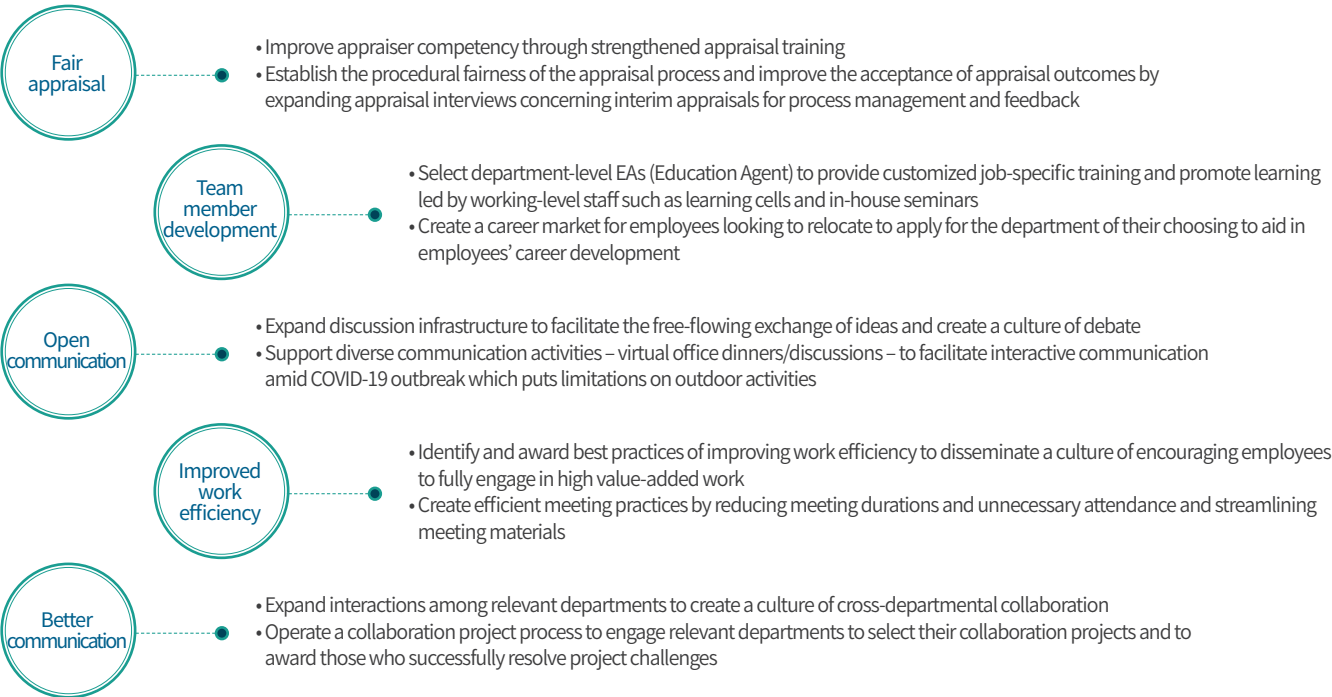 Fair
appraisal
• Improve appraiser competency through strengthened appraisal training
• Establish the procedural fairness of the appraisal process and improve the acceptance of appraisal outcomes by
expanding appraisal interviews concerning interim appraisals for process management and feedback
Team
member
development
• Select department-level EAs (Education Agent) to provide customized job-specific training and promote learning
led by working-level staff such as learning cells and in-house seminars
• Create a career market for employees looking to relocate to apply for the department of their choosing to aid in
employees’ career development
Open
communication
• Expand discussion infrastructure to facilitate the free-flowing exchange of ideas and create a culture of debate
• Support diverse communication activities – virtual office dinners/discussions – to facilitate interactive communication
amid COVID-19 outbreak which puts limitations on outdoor activities
Improved
work
efficiency
• Identify and award best practices of improving work efficiency to disseminate a culture of encouraging employees
to fully engage in high value-added work
• Create efficient meeting practices by reducing meeting durations and unnecessary attendance and streamlining
meeting materials
Better
communication
• Expand interactions among relevant departments to create a culture of cross-departmental collaboration
• Operate a collaboration project process to engage relevant departments to select their collaboration projects and to
award those who successfully resolve project challenges